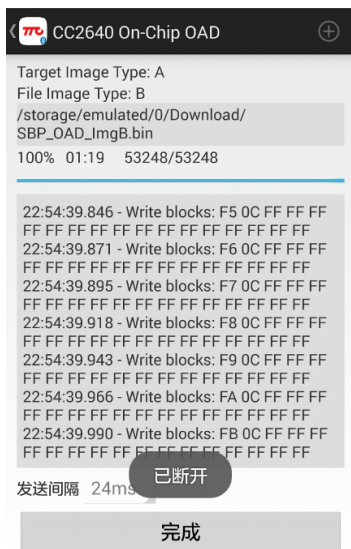 CC2640 On-Chip OAD
Target Image Type: A
File Image Type: B
/storage/emulated/0/Download/
SBP_OAD_ImgB.bin
100% 01:19 53248/53248
22:54:39.846 - Write blocks: F5 0C FF FF FF
FF FF FF FF FF FF FF FF FF FF FF FF FF
22:54:39.871 - Write blocks: F6 0C FF FF FF
FF FF FF FF FF FF FF FF FF FF FF FF FF
22:54:39.895 - Write blocks: F7 0C FF FF FF
FF FF FF FF FF FF FF FF FF FF FF FF FF
22:54:39.918 - Write blocks: F8 0C FF FF FF
FF FF FF FF FF FF FF FF FF FF FF FF FF
22:54:39.943 - Write blocks: F9 0C FF FF FF
FF FF FF FF FF FF FF FF FF FF FF FF FF
22:54:39.966 - Write blocks: FA 0C FF FF FF
FF FF FF FF FF FF FF FF FF FF FF FF FF
22:54:39.990 - Write blocks: FB 0C FF FF FF
FF FF FF FF FF FF FF FF FF FF FF FF FF
已断开
发送间隔 24ms
完成